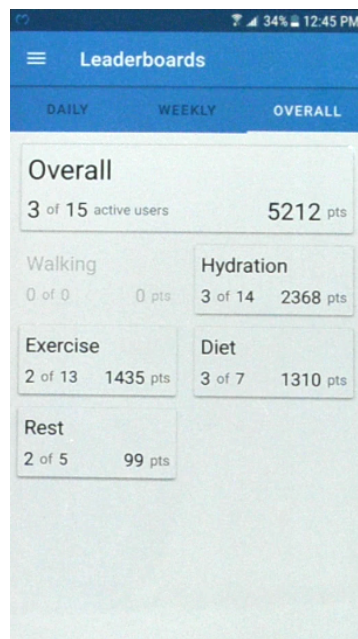 34% 12:45 PM
Leaderboards
DAILY WEEKLY OVERALL
Overall
3 of 15 active users 5212 pts
Walking
0 of 0 0 pts
Hydration
3 of 14 2368 pts
Exercise
2 of 13 1435 pts
Diet
3 of 7 1310 pts
Rest
2 of 5 99 pts